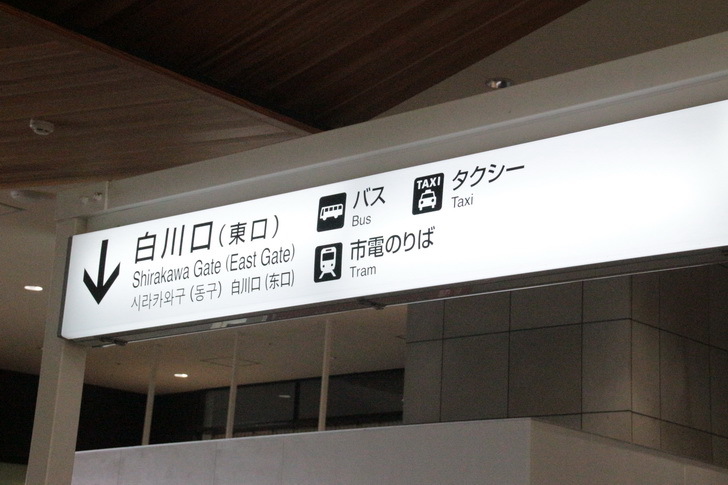 白川口(東口)
Shirakawa Gate (East Gate)
시라카와구 (동구) 白川口 (东口)
バス
Bus
市電のりば
Tram
TAXI
タクシー
Taxi